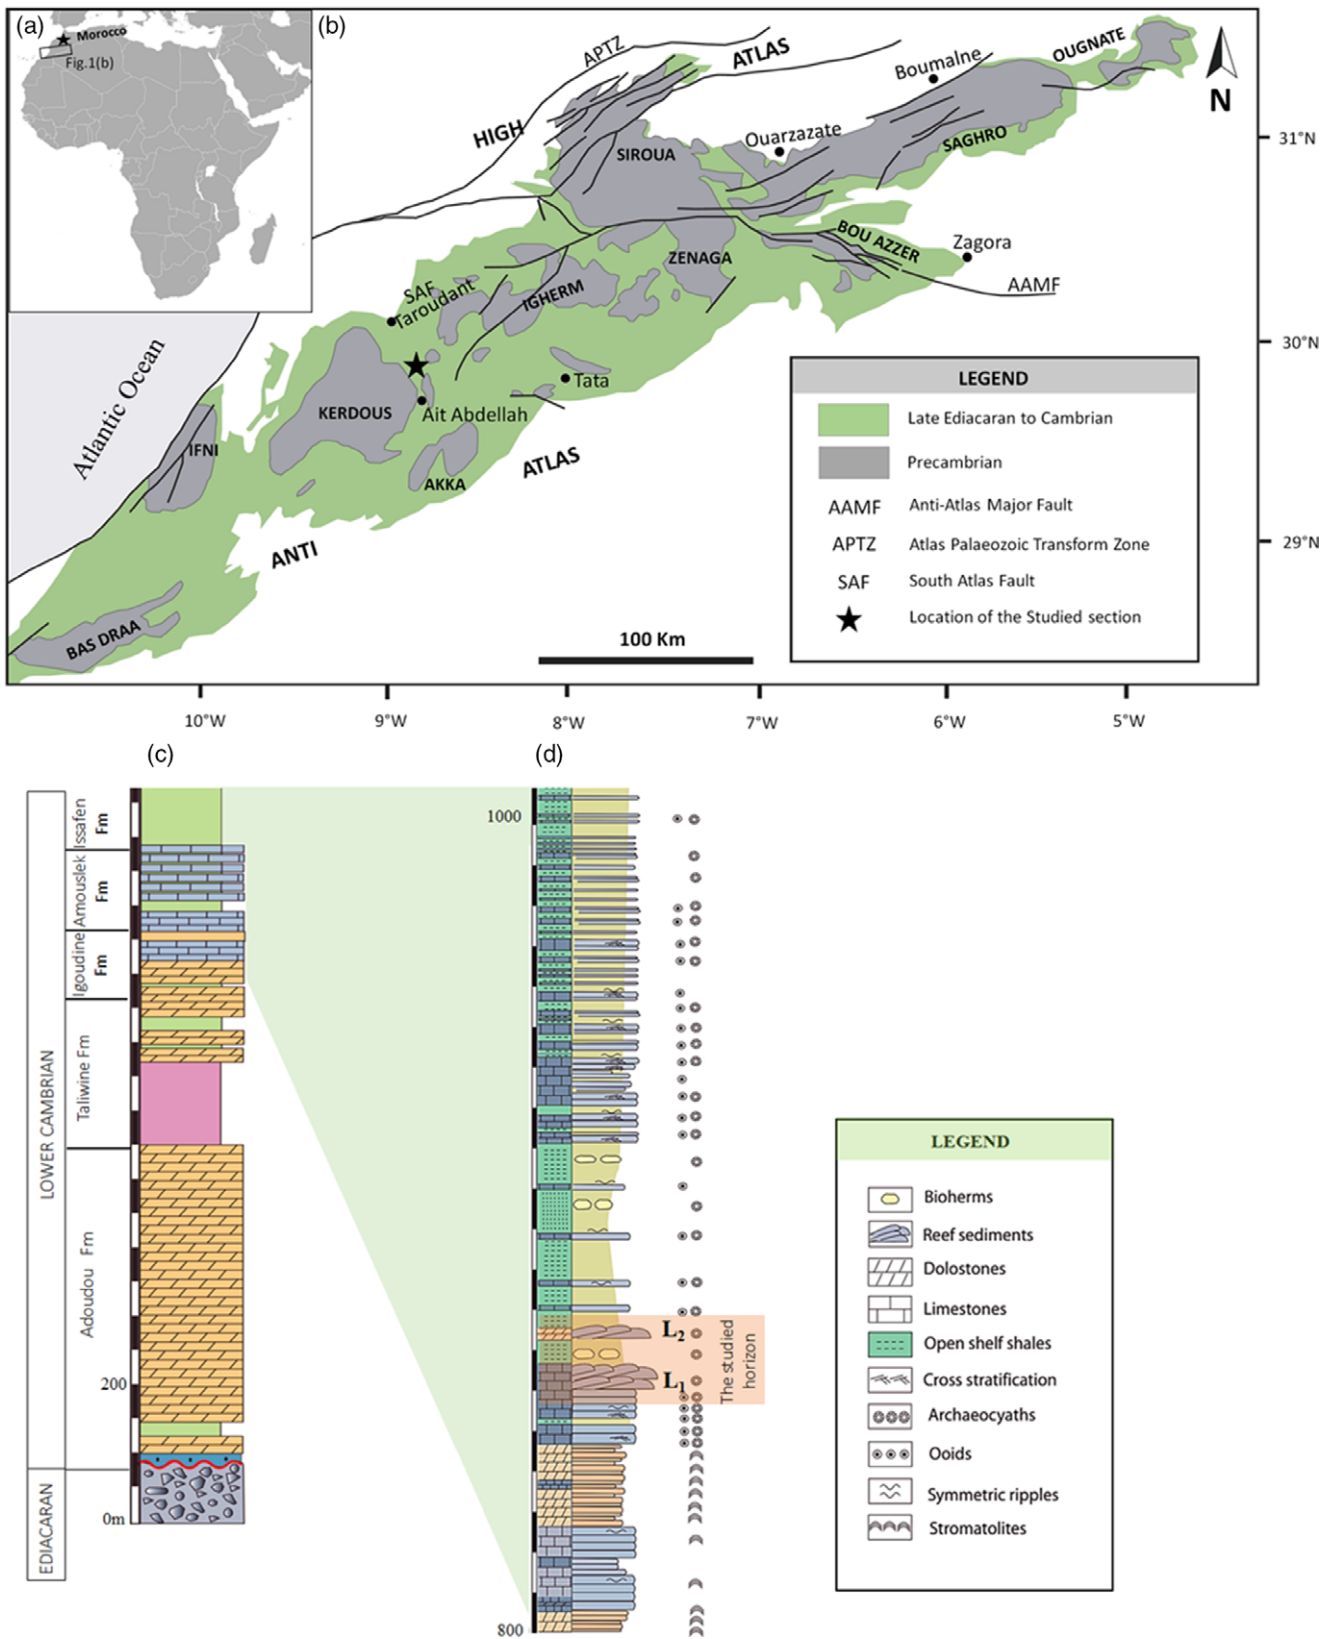 (a)
Morocco
Fig.1(b)
(b)
APTZ
HIGH ATLAS
Boumalne
OUGNATE
N
Ouarzazate
SIROUA
SAGHRO
31°N
BOU AZZER
Zagora
ZENAGA
AAMF
SAF
Taroudant
IGHERM
30°N
Atlantic Ocean
KERDOUS
Ait Abdellah
Tata
IFNI
AKKA
ANTI ATLAS
29°N
BAS DRAA
100 Km
LEGEND
Late Ediacaran to Cambrian
Precambrian
AAMF Anti-Atlas Major Fault
APTZ Atlas Palaeozoic Transform Zone
SAF South Atlas Fault
Location of the Studied section
10°W 9°W 8°W 7°W 6°W 5°W
(c)
LOWER CAMBRIAN
EDIACARAN
Issafen Fm
Amouslek Fm
Igoudine Fm
Taliwine Fm
Adoudou Fm
200
0m
(d)
1000
L2
L1
The studied
horizon
800
LEGEND
Bioherms
Reef sediments
Dolostones
Limestones
Open shelf shales
Cross stratification
Archaeocyaths
Ooids
Symmetric ripples
Stromatolites